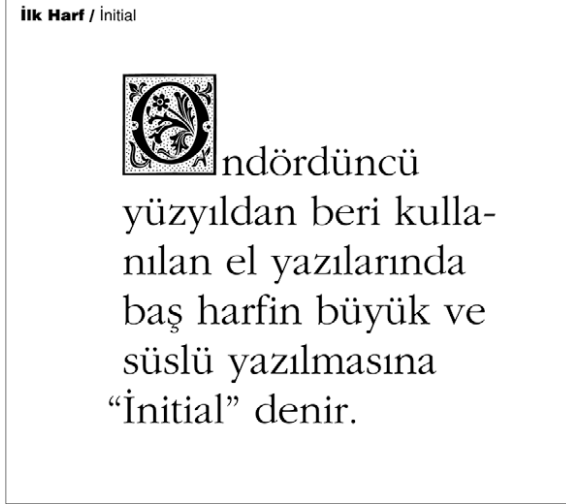 İlk Harf / İnitial
Ondördüncü
yüzyıldan beri kulla-
nılan el yazılarında
baş harfin büyük ve
süslü yazılmasına
“İnitial” denir.